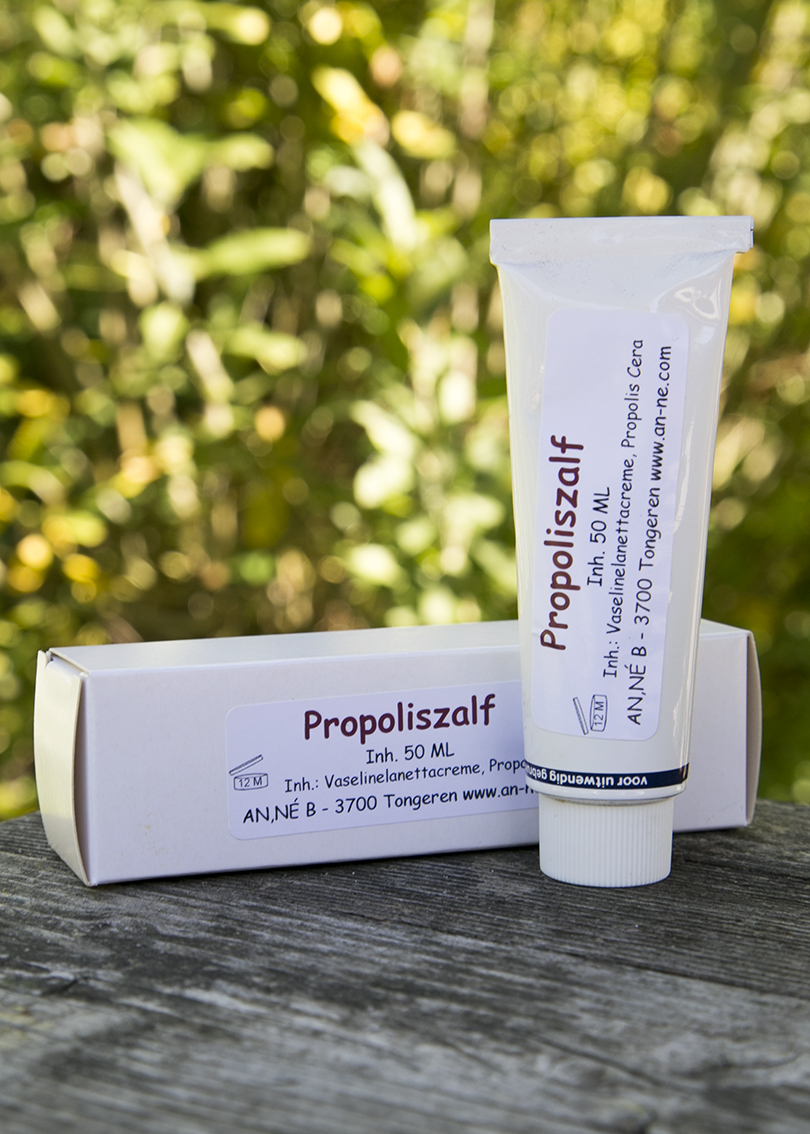 Propoliszalf
Inh. 50 ML
Inh.: Vaselinelanettacreme, Propolis Cera
AN,NÉ B - 3700 Tongeren www.an-ne.com
12 M
voor uitwendig
Propoliszalf
Inh. 50 ML
12 M
Inh.: Vaselinelanettacreme,
AN,NÉ B - 3700 Tongeren